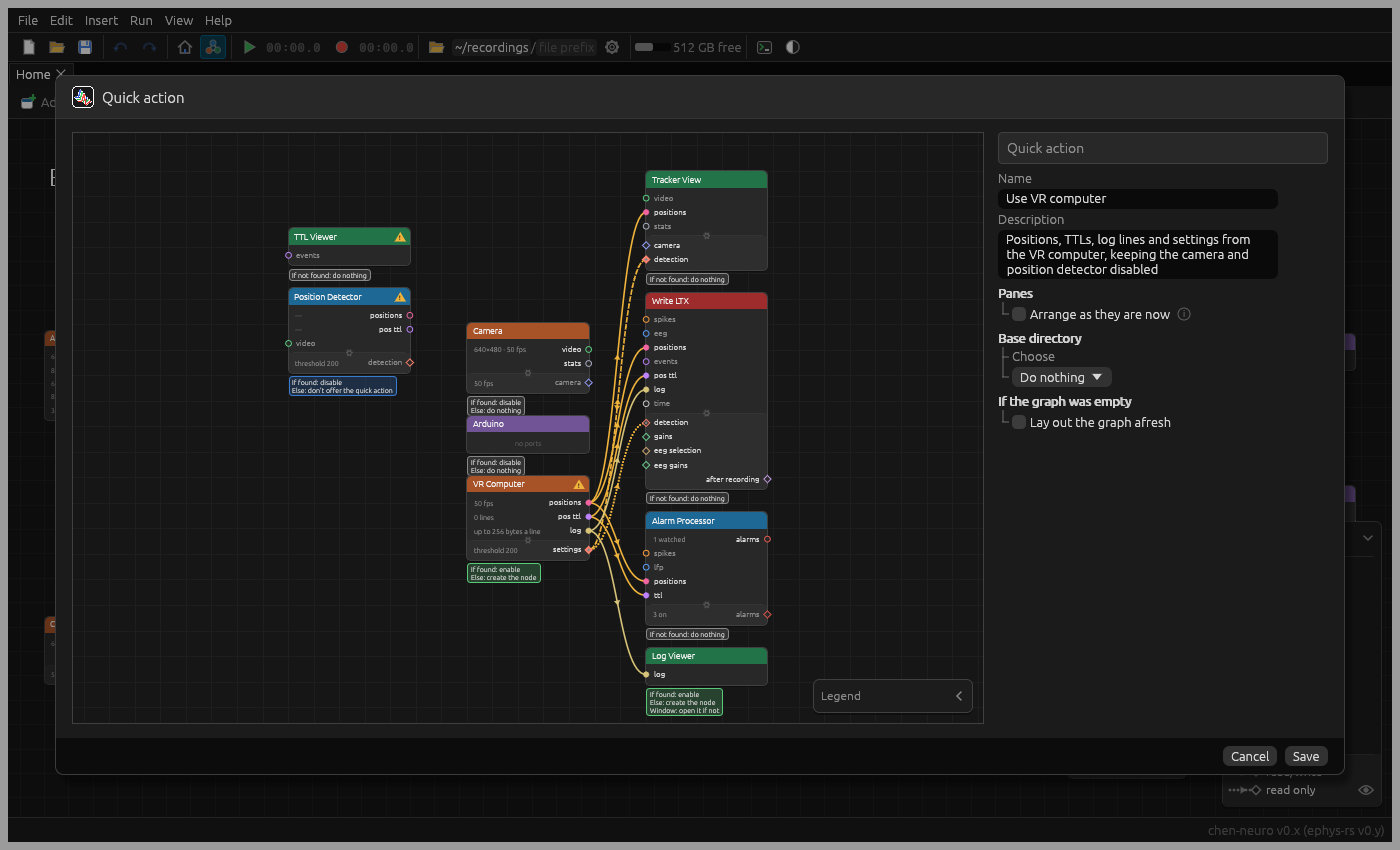 File Edit Insert Run View Help
00:00.0 00:00.0 ~/recordings/ file prefix 512 GB free
Home
Quick action
TTL Viewer
events
If not found: do nothing
Position Detector
positions
pos ttl
video
threshold 200 detection
If found: disable
Else: don't offer the quick action
Camera
640×480 · 50 fps video
stats
50 fps camera
If found: disable
Else: do nothing
Arduino
no ports
If found: disable
Else: do nothing
VR Computer
50 fps positions
0 lines pos ttl
up to 256 bytes a line log
threshold 200 settings
If found: enable
Else: create the node
Tracker View
video
positions
stats
camera
detection
If not found: do nothing
Write LTX
spikes
eeg
positions
events
pos ttl
log
time
detection
gains
eeg selection
eeg gains
after recording
If not found: do nothing
Alarm Processor
1 watched alarms
spikes
lfp
positions
ttl
3 on alarms
If not found: do nothing
Log Viewer
log
If found: enable
Else: create the node
Window: open it if not
Legend
Quick action
Name
Use VR computer
Description
Positions, TTLs, log lines and settings from
the VR computer, keeping the camera and
position detector disabled
Panes
Arrange as they are now
Base directory
Choose
Do nothing
If the graph was empty
Lay out the graph afresh
Cancel Save
read only
chen-neuro v0.x (ephys-rs v0.y)